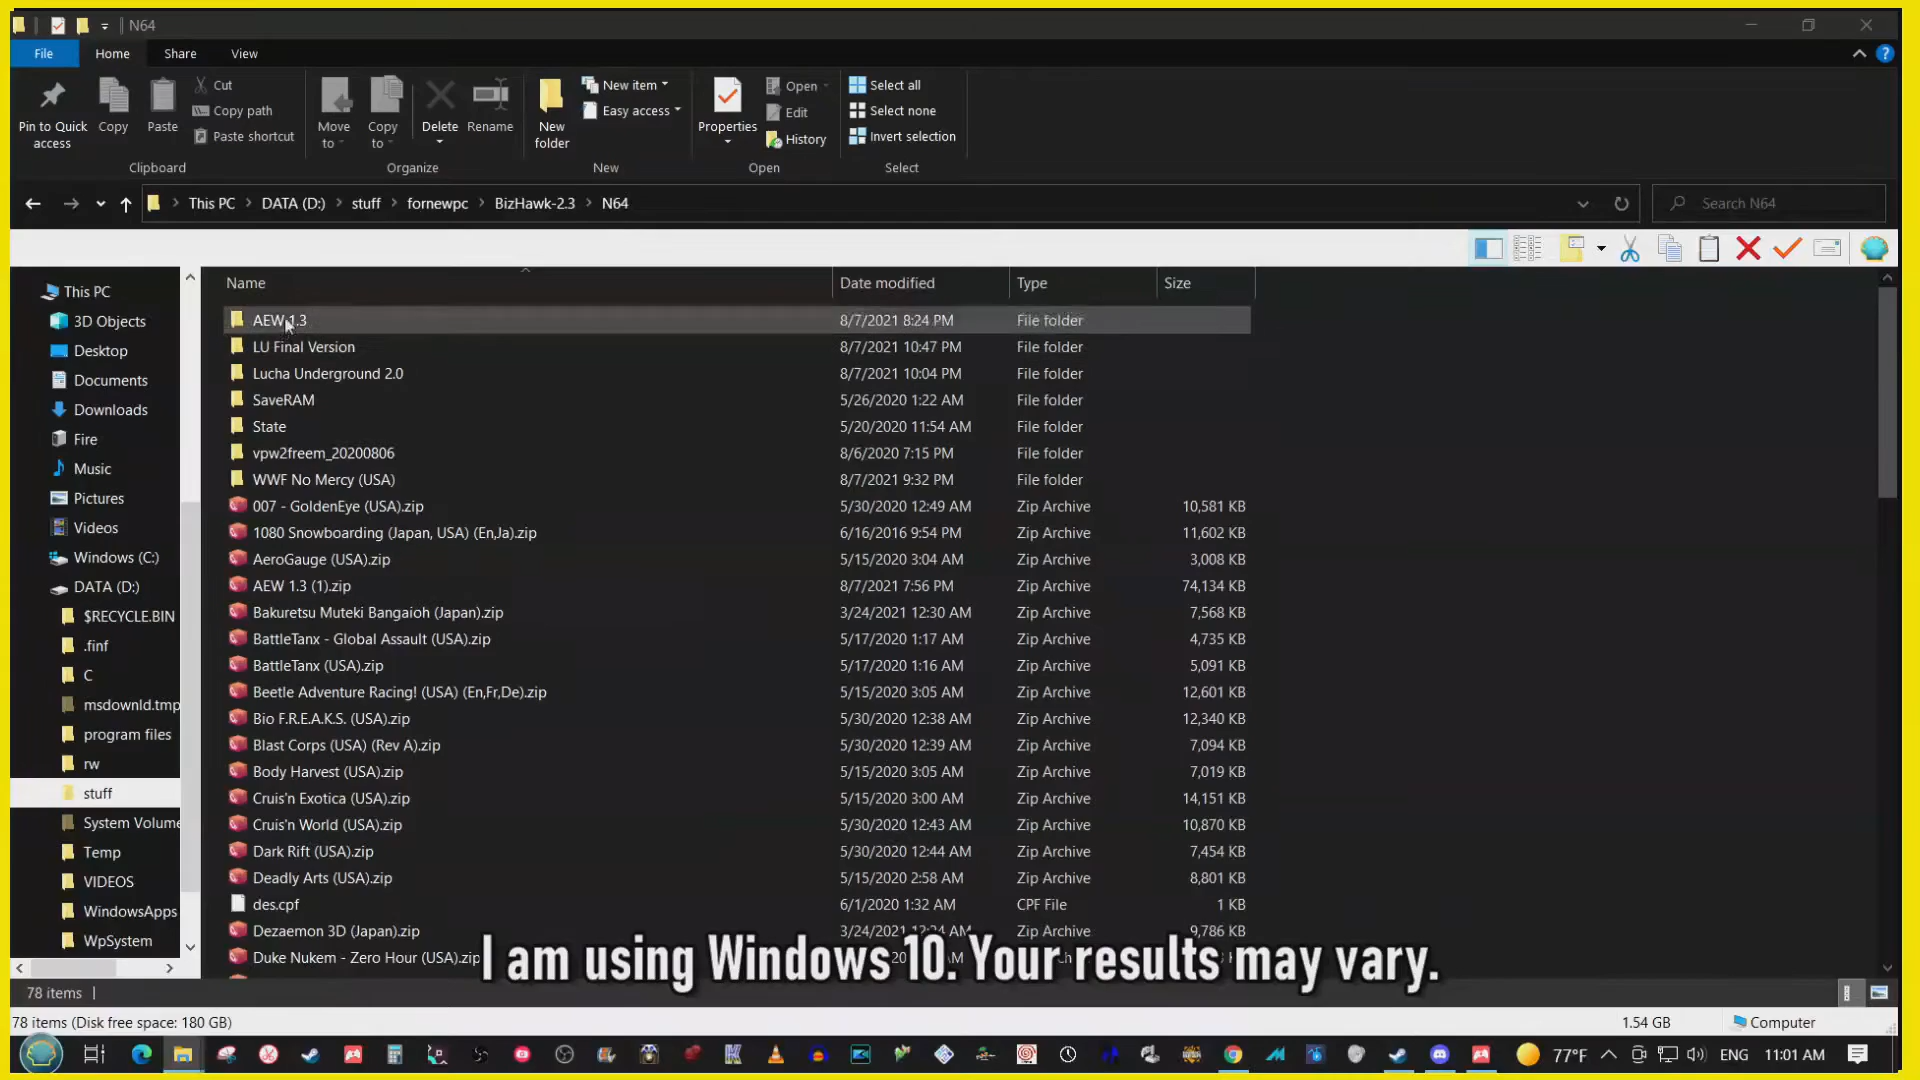 N64
File Home Share View
Pin to Quick access
Copy
Paste
Cut
Copy path
Paste shortcut
Clipboard
Move to
Copy to
Delete
Rename
Organize
New folder
New item
Easy access
New
Properties
Open
Edit
History
Open
Select all
Select none
Invert selection
Select
This PC > DATA (D:) > stuff > fornewpc > BizHawk-2.3 > N64
Search N64
This PC
3D Objects
Desktop
Documents
Downloads
Fire
Music
Pictures
Videos
Windows (C:)
DATA (D:)
$RECYCLE.BIN
.finf
C
msdownld.tmp
program files
rw
stuff
System Volume
Temp
VIDEOS
WindowsApps
WpSystem
Name Date modified Type Size
AEW 1.3 8/7/2021 8:24 PM File folder
LU Final Version 8/7/2021 10:47 PM File folder
Lucha Underground 2.0 8/7/2021 10:04 PM File folder
SaveRAM 5/26/2020 1:22 AM File folder
State 5/20/2020 11:54 AM File folder
vpw2freem_20200806 8/6/2020 7:15 PM File folder
WWF No Mercy (USA) 8/7/2021 9:32 PM File folder
007 - GoldenEye (USA).zip 5/30/2020 12:49 AM Zip Archive 10,581 KB
1080 Snowboarding (Japan, USA) (En,Ja).zip 6/16/2016 9:54 PM Zip Archive 11,602 KB
AeroGauge (USA).zip 5/15/2020 3:04 AM Zip Archive 3,008 KB
AEW 1.3 (1).zip 8/7/2021 7:56 PM Zip Archive 74,134 KB
Bakuretsu Muteki Bangaioh (Japan).zip 3/24/2021 12:30 AM Zip Archive 7,568 KB
BattleTanx - Global Assault (USA).zip 5/17/2020 1:17 AM Zip Archive 4,735 KB
BattleTanx (USA).zip 5/17/2020 1:16 AM Zip Archive 5,091 KB
Beetle Adventure Racing! (USA) (En,Fr,De).zip 5/15/2020 3:05 AM Zip Archive 12,601 KB
Bio F.R.E.A.K.S. (USA).zip 5/30/2020 12:38 AM Zip Archive 12,340 KB
Blast Corps (USA) (Rev A).zip 5/30/2020 12:39 AM Zip Archive 7,094 KB
Body Harvest (USA).zip 5/15/2020 3:05 AM Zip Archive 7,019 KB
Cruis'n Exotica (USA).zip 5/15/2020 3:00 AM Zip Archive 14,151 KB
Cruis'n World (USA).zip 5/30/2020 12:43 AM Zip Archive 10,870 KB
Dark Rift (USA).zip 5/30/2020 12:44 AM Zip Archive 7,454 KB
Deadly Arts (USA).zip 5/15/2020 2:58 AM Zip Archive 8,801 KB
des.cpf 6/1/2020 1:32 AM CPF File 1 KB
Dezaemon 3D (Japan).zip 3/24/2021 AM Zip Archive 9,786 KB
Duke Nukem - Zero Hour (USA).zip
I am using Windows 10. Your results may vary.
78 items
78 items (Disk free space: 180 GB) 1.54 GB Computer
77°F ENG 11:01 AM